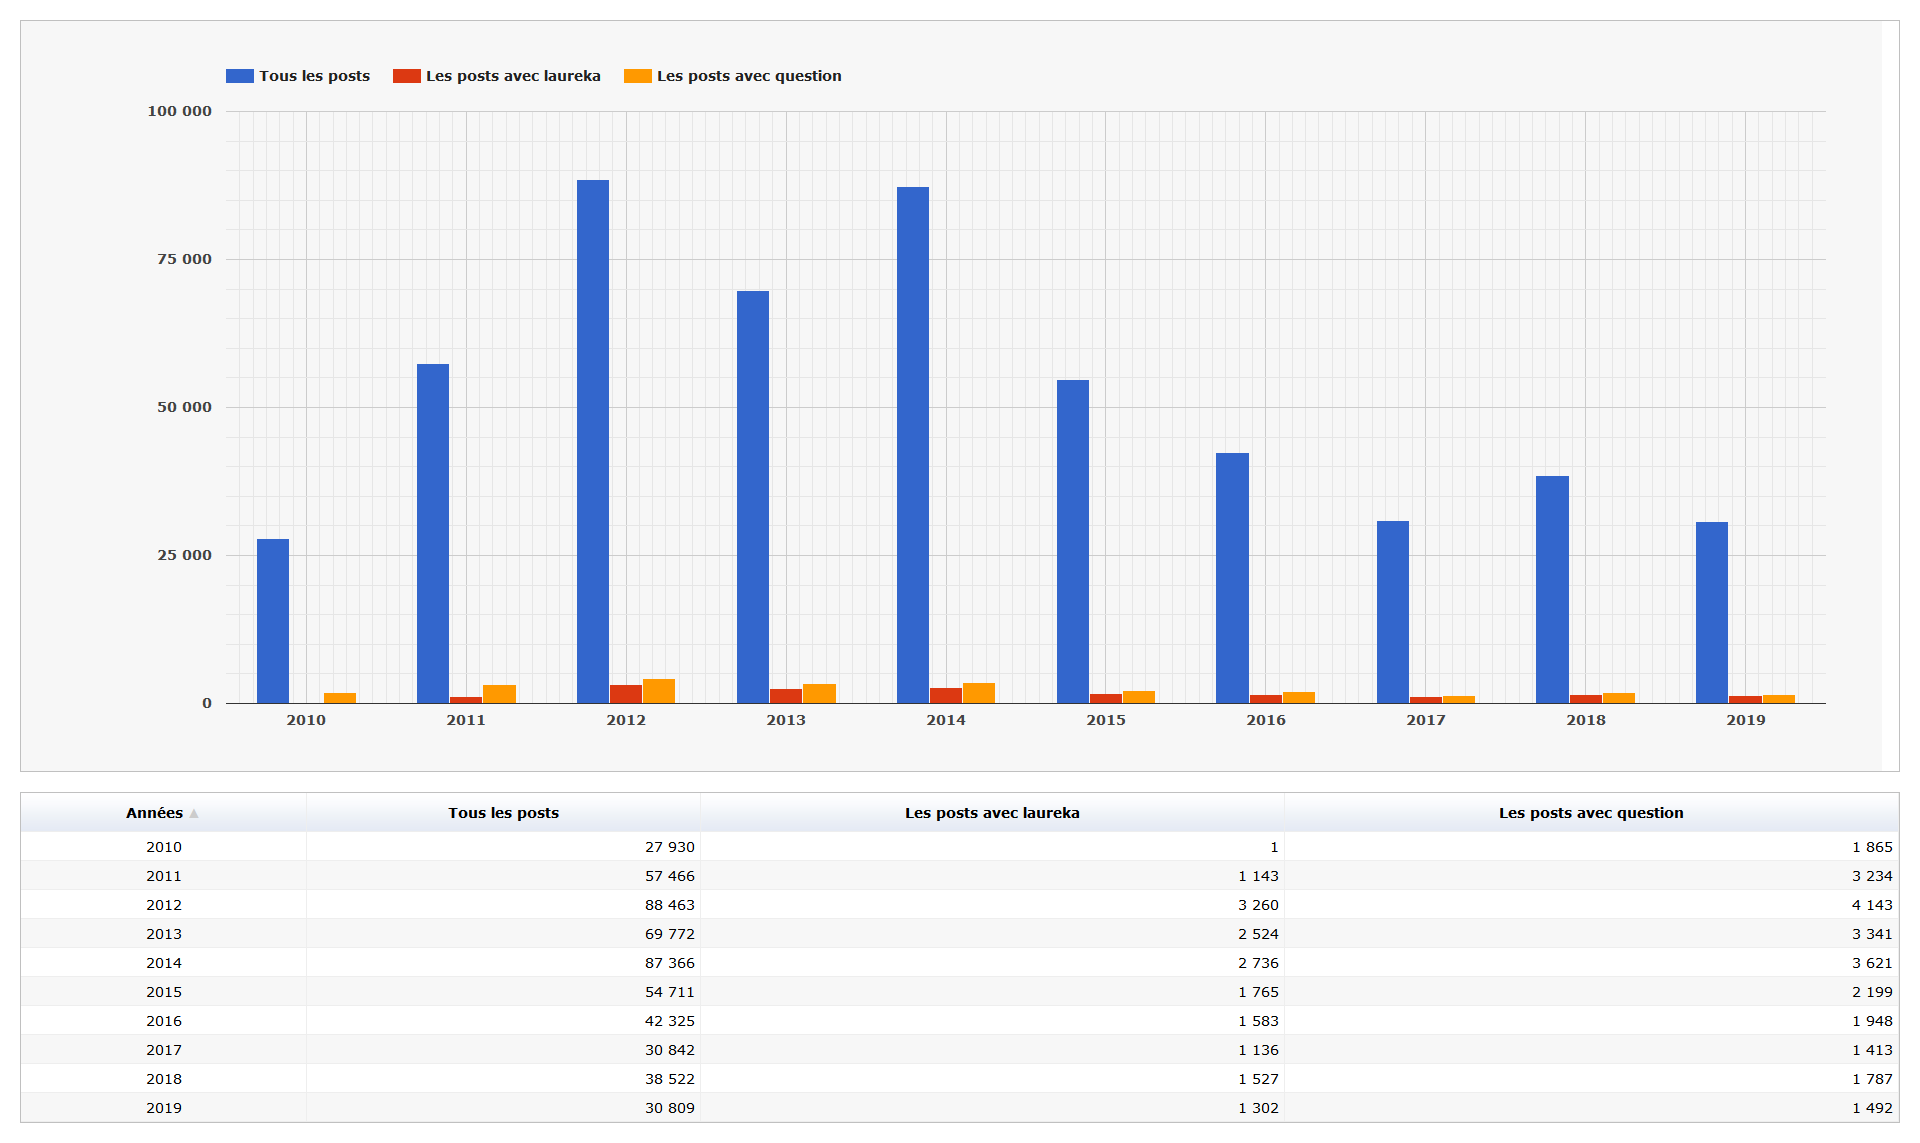 Tous les posts Les posts avec laureka Les posts avec question
100 000
75 000
50 000
25 000
0
2010 2011 2012 2013 2014 2015 2016 2017 2018 2019
Années Tous les posts Les posts avec laureka Les posts avec question
2010 27 930 1 1 865
2011 57 466 1 143 3 234
2012 88 463 3 260 4 143
2013 69 772 2 524 3 341
2014 87 366 2 736 3 621
2015 54 711 1 765 2 199
2016 42 325 1 583 1 948
2017 30 842 1 136 1 413
2018 38 522 1 527 1 787
2019 30 809 1 302 1 492